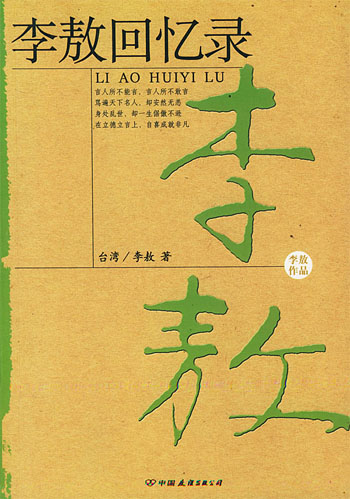 李敖回忆录
LI AO HUIYI LU
言人所不能言,言人所不敢言
骂遍天下名人,却安然无恙
身处乱世,却一生倨傲不逊
在立德立言上,自喜成就非凡
台湾/李敖 著
李敖
李敖
作品
中国友谊出版公司